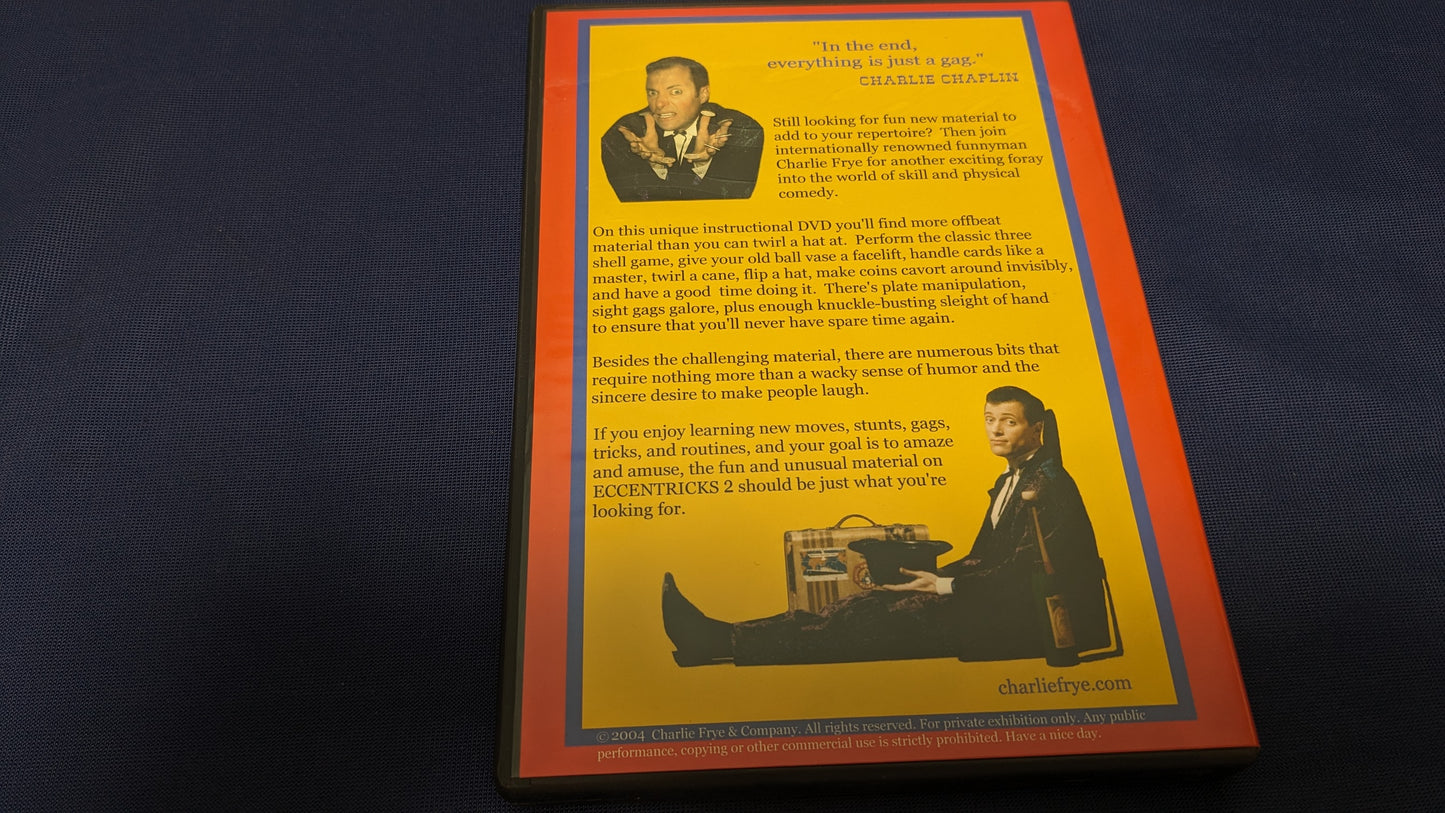 "In the end,
everything is just a gag."
CHARLIE CHAPLIN
Still looking for fun new material to
add to your repertoire? Then join
internationally renowned funnyman
Charlie Frye for another exciting foray
into the world of skill and physical
comedy.
On this unique instructional DVD you'll find more offbeat
material than you can twirl a hat at. Perform the classic three
shell game, give your old ball vase a facelift, handle cards like a
master, twirl a cane, flip a hat, make coins cavort around invisibly,
and have a good time doing it. There's plate manipulation,
sight gags galore, plus enough knuckle-busting sleight of hand
to ensure that you'll never have spare time again.
Besides the challenging material, there are numerous bits that
require nothing more than a wacky sense of humor and the
sincere desire to make people laugh.
If you enjoy learning new moves, stunts, gags,
tricks, and routines, and your goal is to amaze
and amuse, the fun and unusual material on
ECCENTRICKS 2 should be just what you're
looking for.
charliefrye.com
©2004 Charlie Frye & Company. All rights reserved. For private exhibition only. Any public
performance, copying or other commercial use is strictly prohibited. Have a nice day.